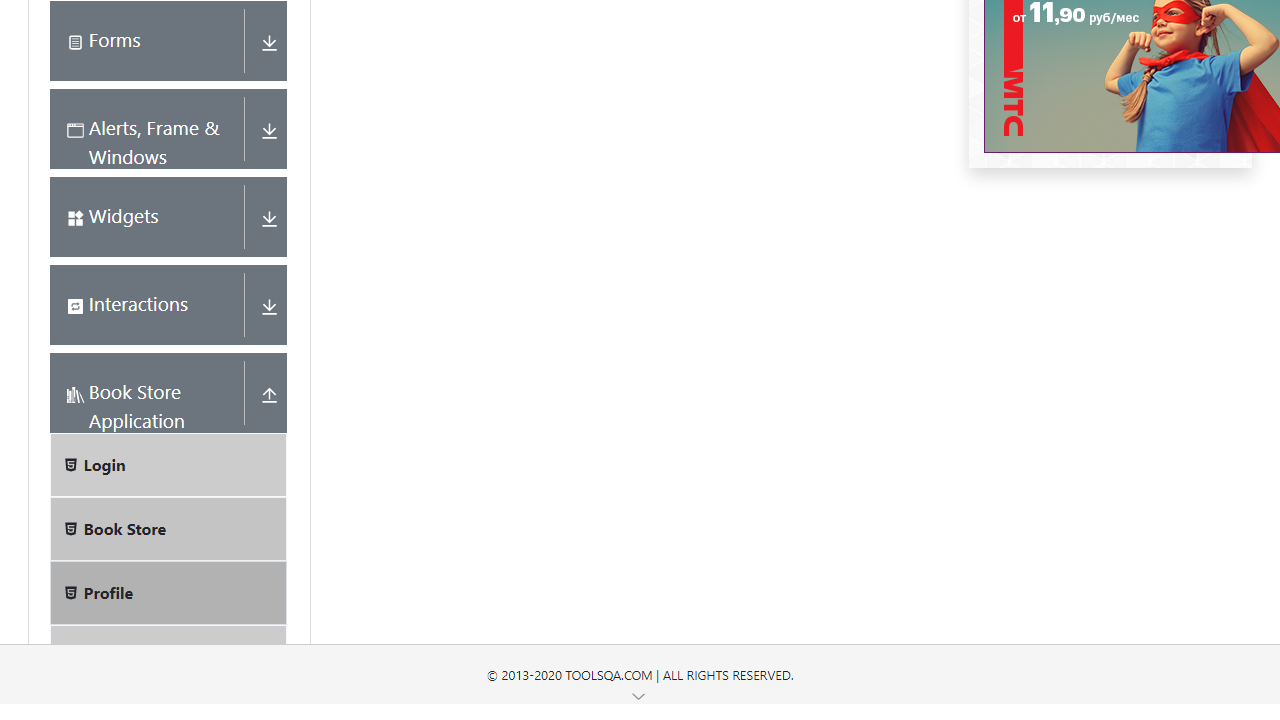 Forms
Alerts, Frame &
Windows
Widgets
Interactions
Book Store
Application
Login
Book Store
Profile
от 11,90 руб/мес
МТС
© 2013-2020 TOOLSQA.COM | ALL RIGHTS RESERVED.